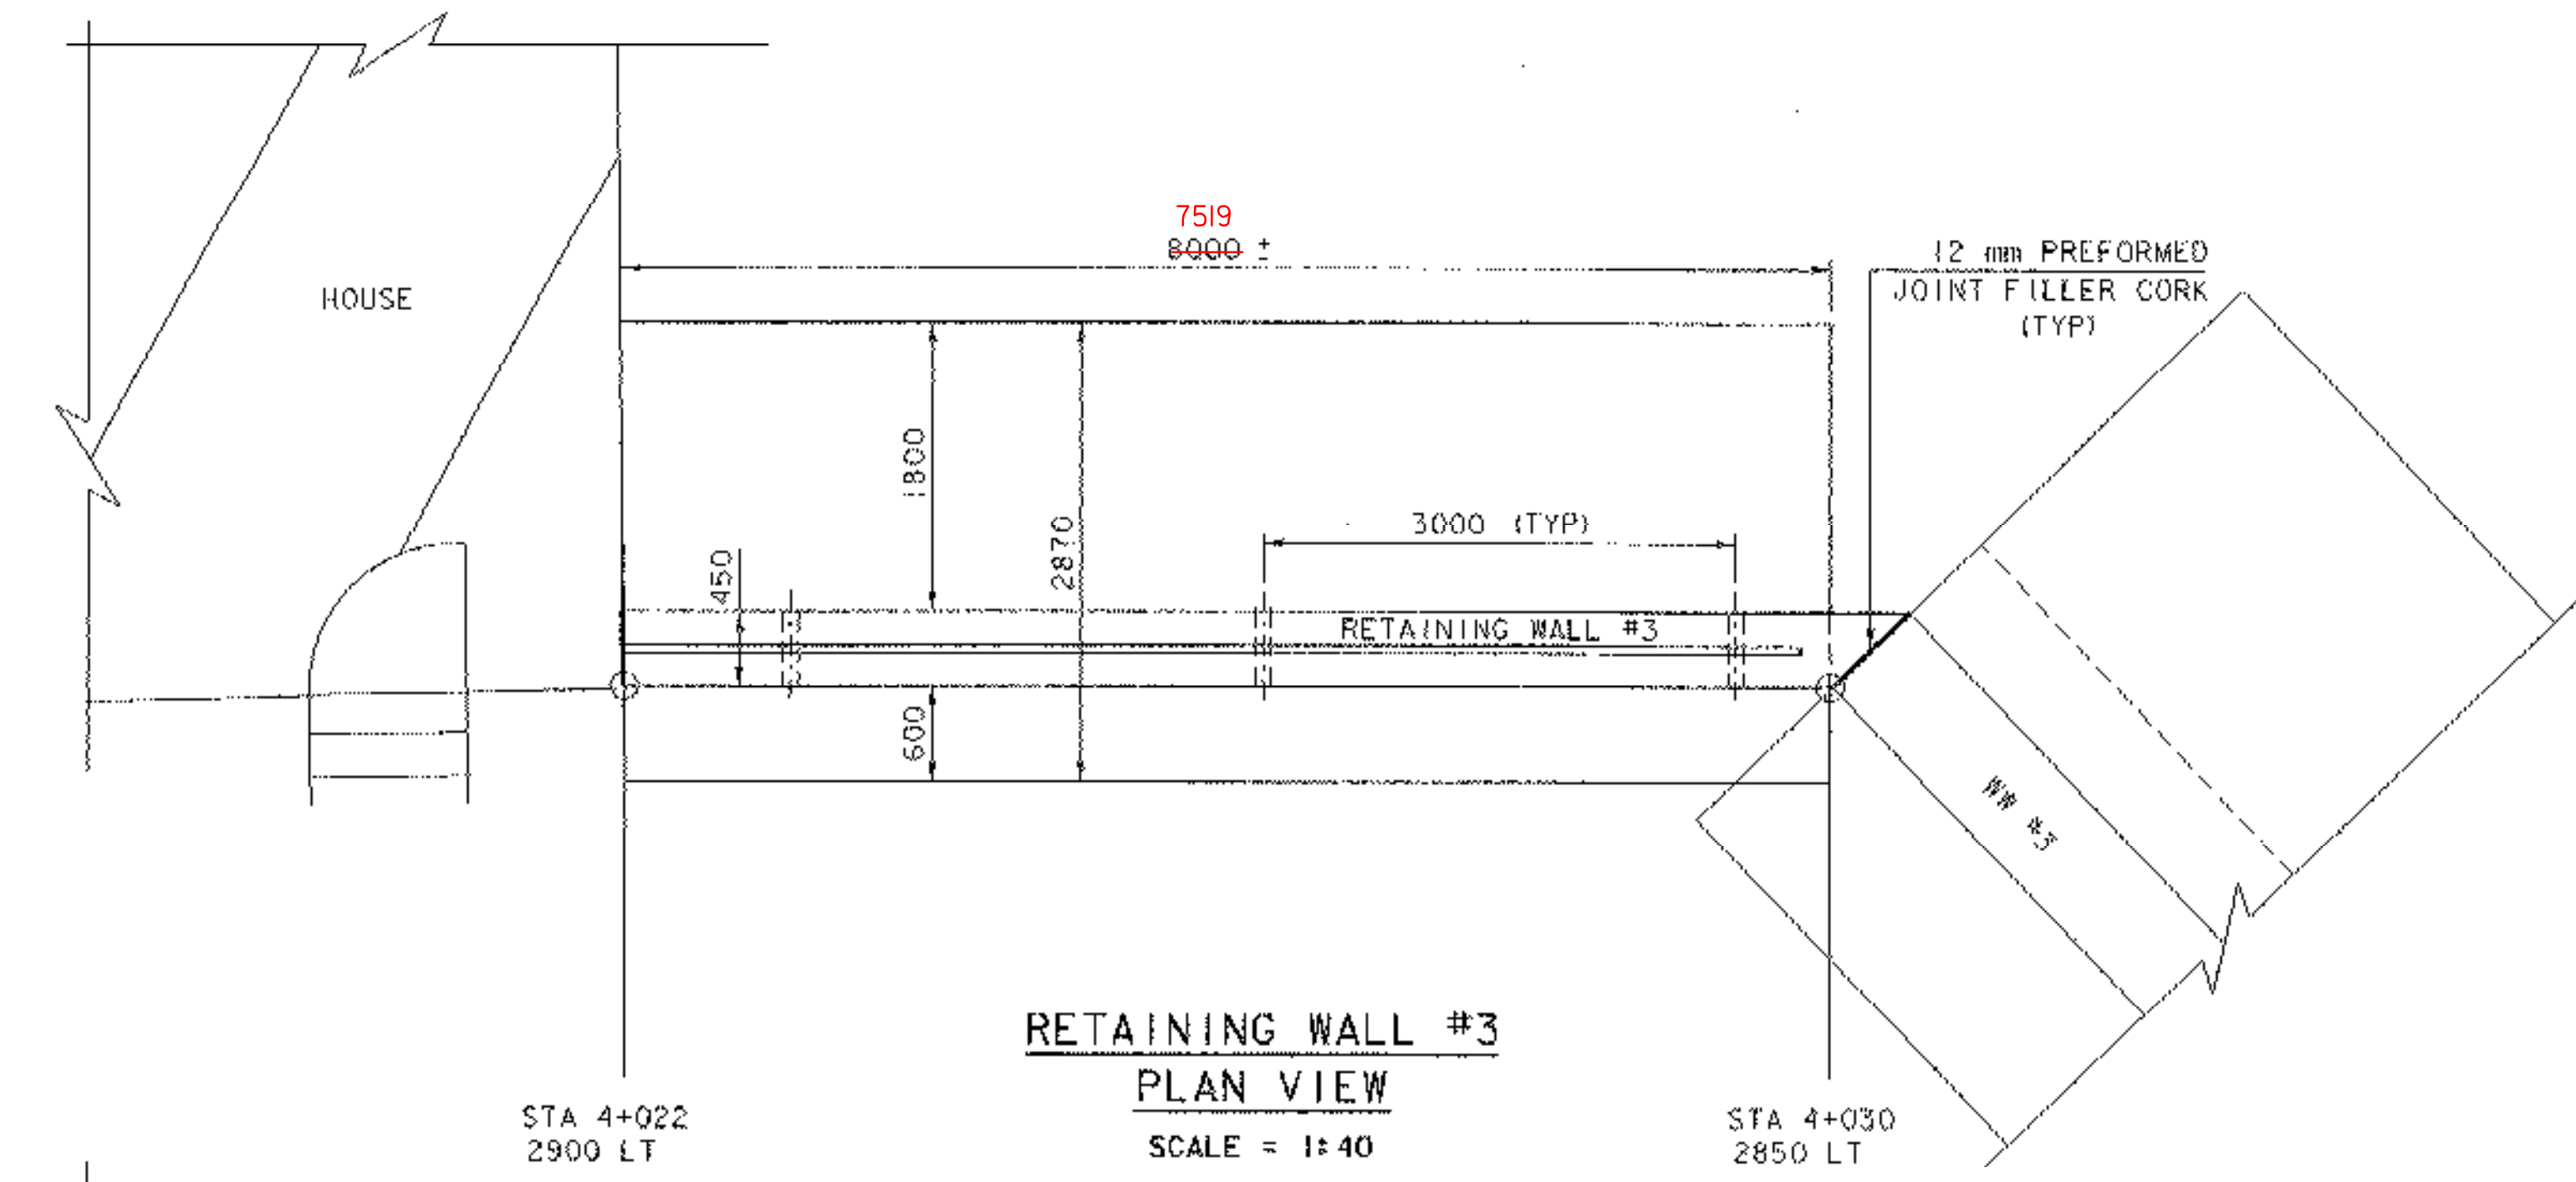 7519
8000 ±
12 mm PREFORMED
JOINT FILLER CORK
(TYP)
HOUSE
1800
2870
3000 (TYP)
450
RETAINING WALL #3
600
WW #3
RETAINING WALL #3
PLAN VIEW
SCALE = 1:40
STA 4+022
2900 LT
STA 4+030
2850 LT